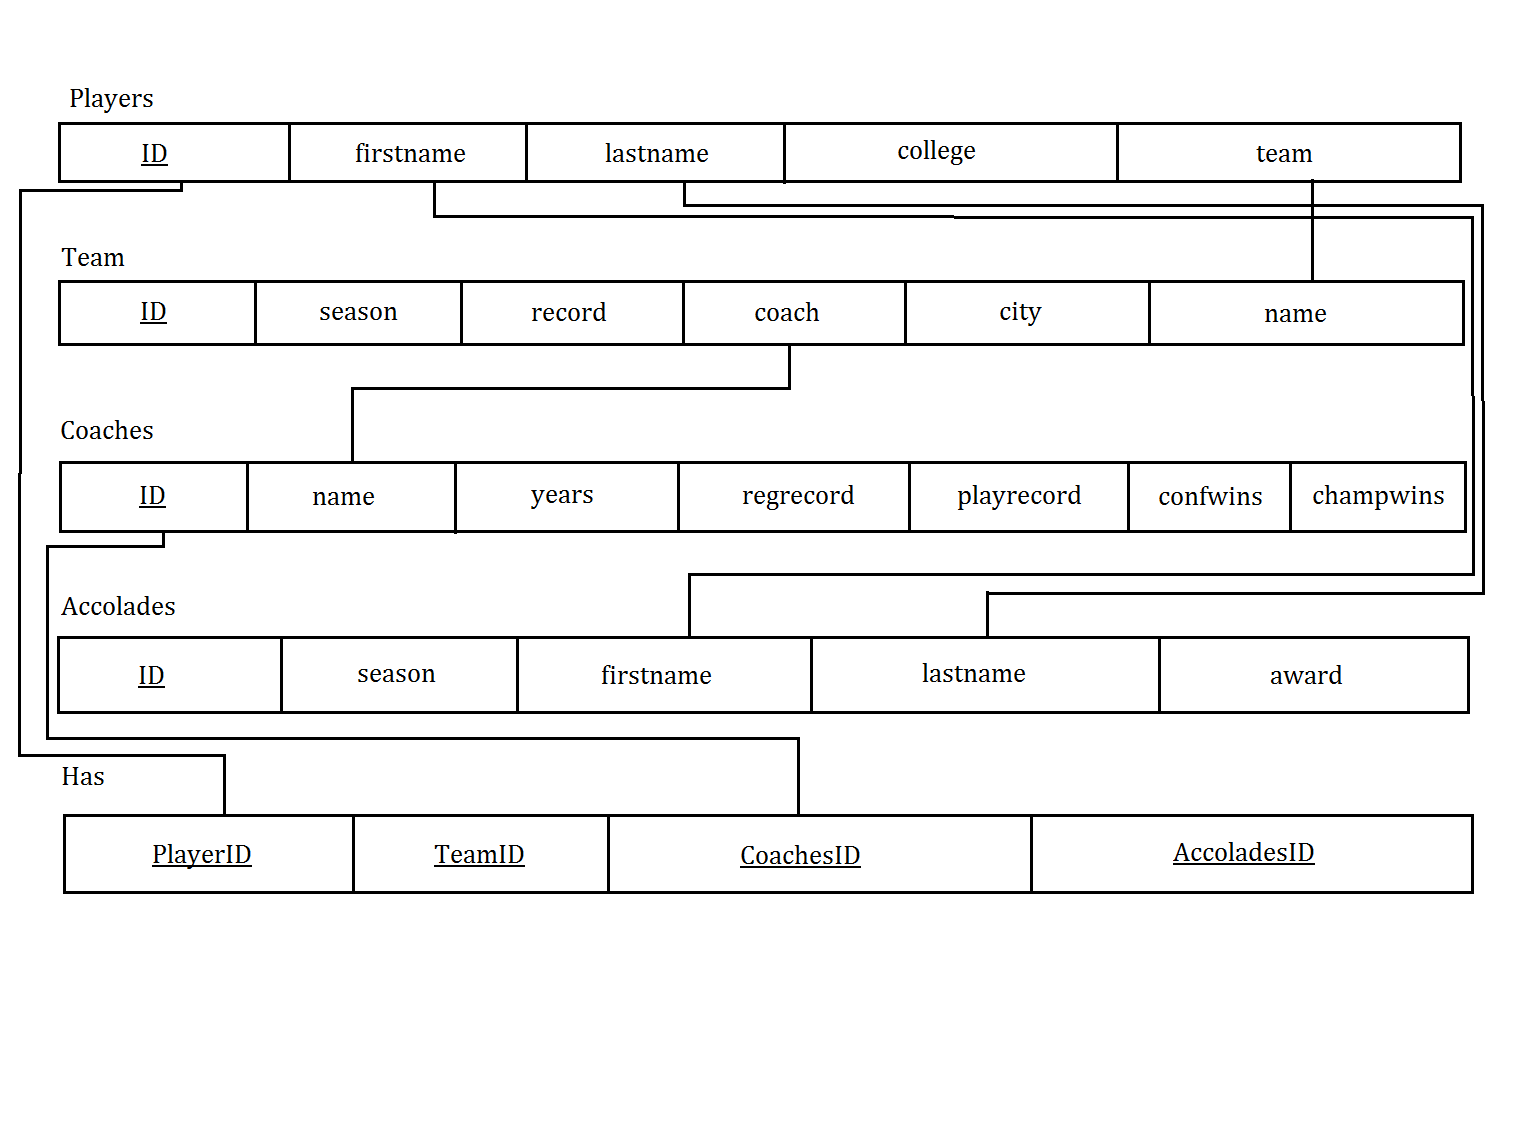 Players
ID firstname lastname college team
Team
ID season record coach city name
Coaches
ID name years regrecord playrecord confwins champwins
Accolades
ID season firstname lastname award
Has
PlayerID TeamID CoachesID AccoladesID